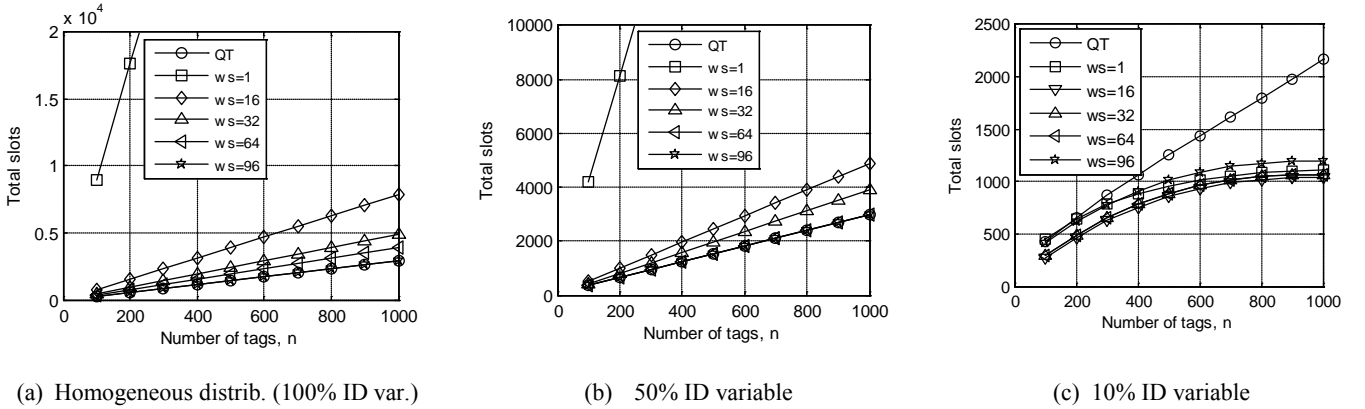 x 10⁴
2
1.5
1
0.5
0
Total slots
0 200 400 600 800 1000
Number of tags, n
QT
ws=1
ws=16
ws=32
ws=64
ws=96
(a) Homogeneous distrib. (100% ID var.)
10000
8000
6000
4000
2000
0
Total slots
0 200 400 600 800 1000
Number of tags, n
QT
ws=1
ws=16
ws=32
ws=64
ws=96
(b) 50% ID variable
2500
2000
1500
1000
500
0
Total slots
0 200 400 600 800 1000
Number of tags, n
QT
ws=1
ws=16
ws=32
ws=64
ws=96
(c) 10% ID variable